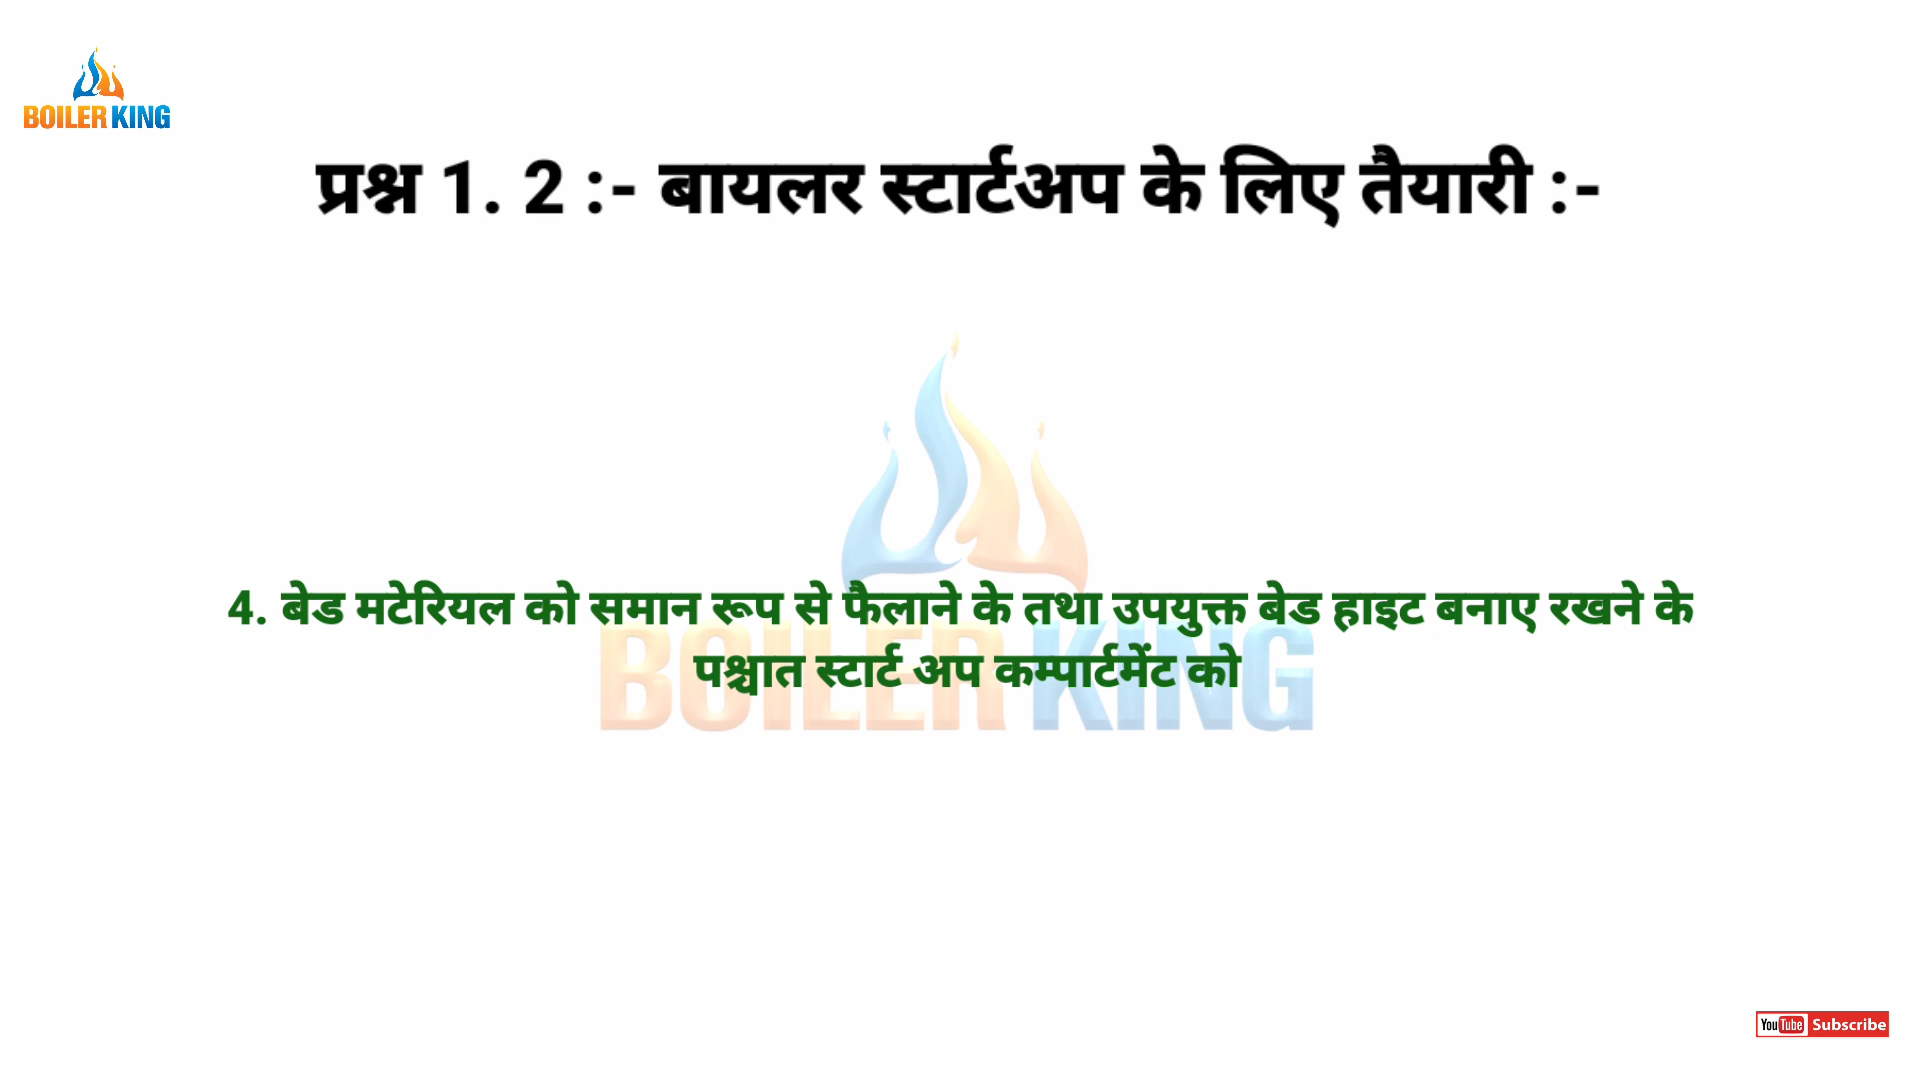 BOILER KING
प्रश्न 1. 2 :- बायलर स्टार्टअप के लिए तैयारी :-
4. बेड मटेरियल को समान रूप से फैलाने के तथा उपयुक्त बेड हाइट बनाए रखने के
पश्चात स्टार्ट अप कम्पार्टमेंट को
BOILER KING
YouTube Subscribe